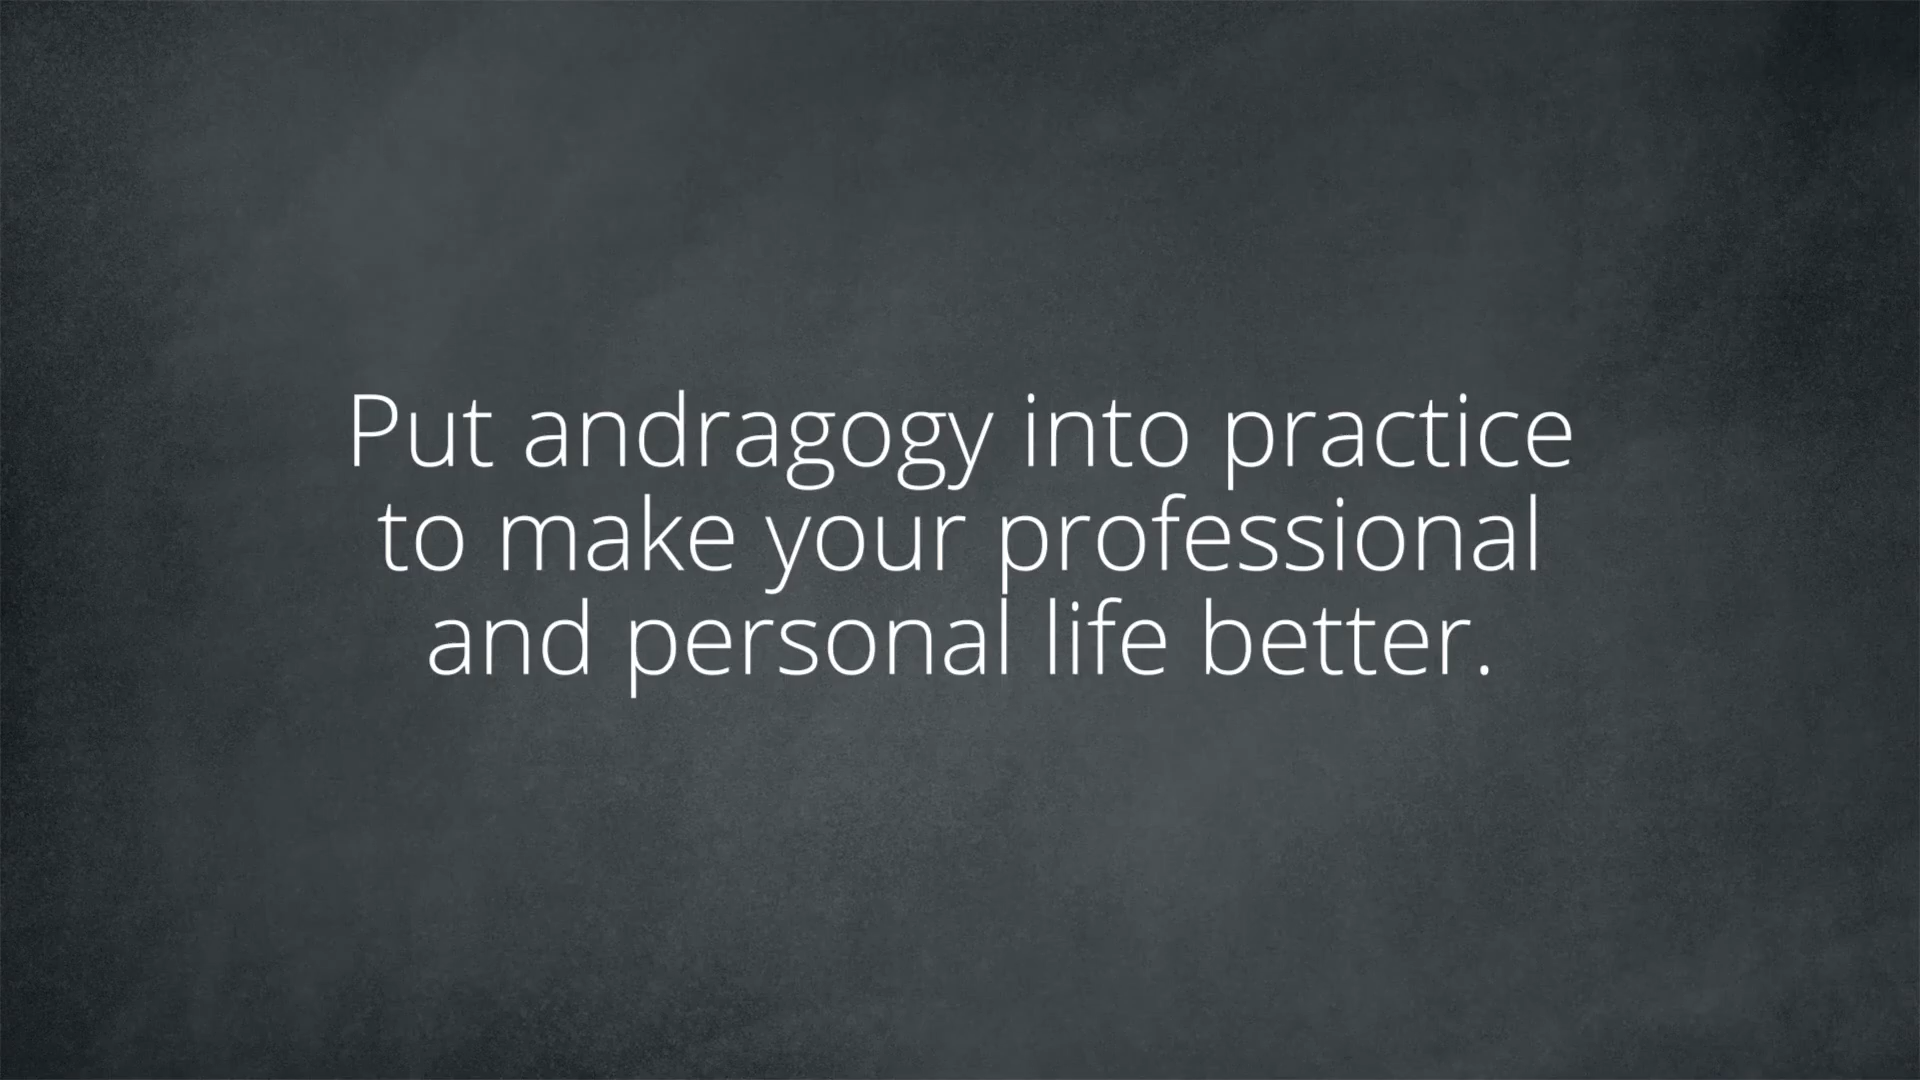 Put andragogy into practice
to make your professional
and personal life better.